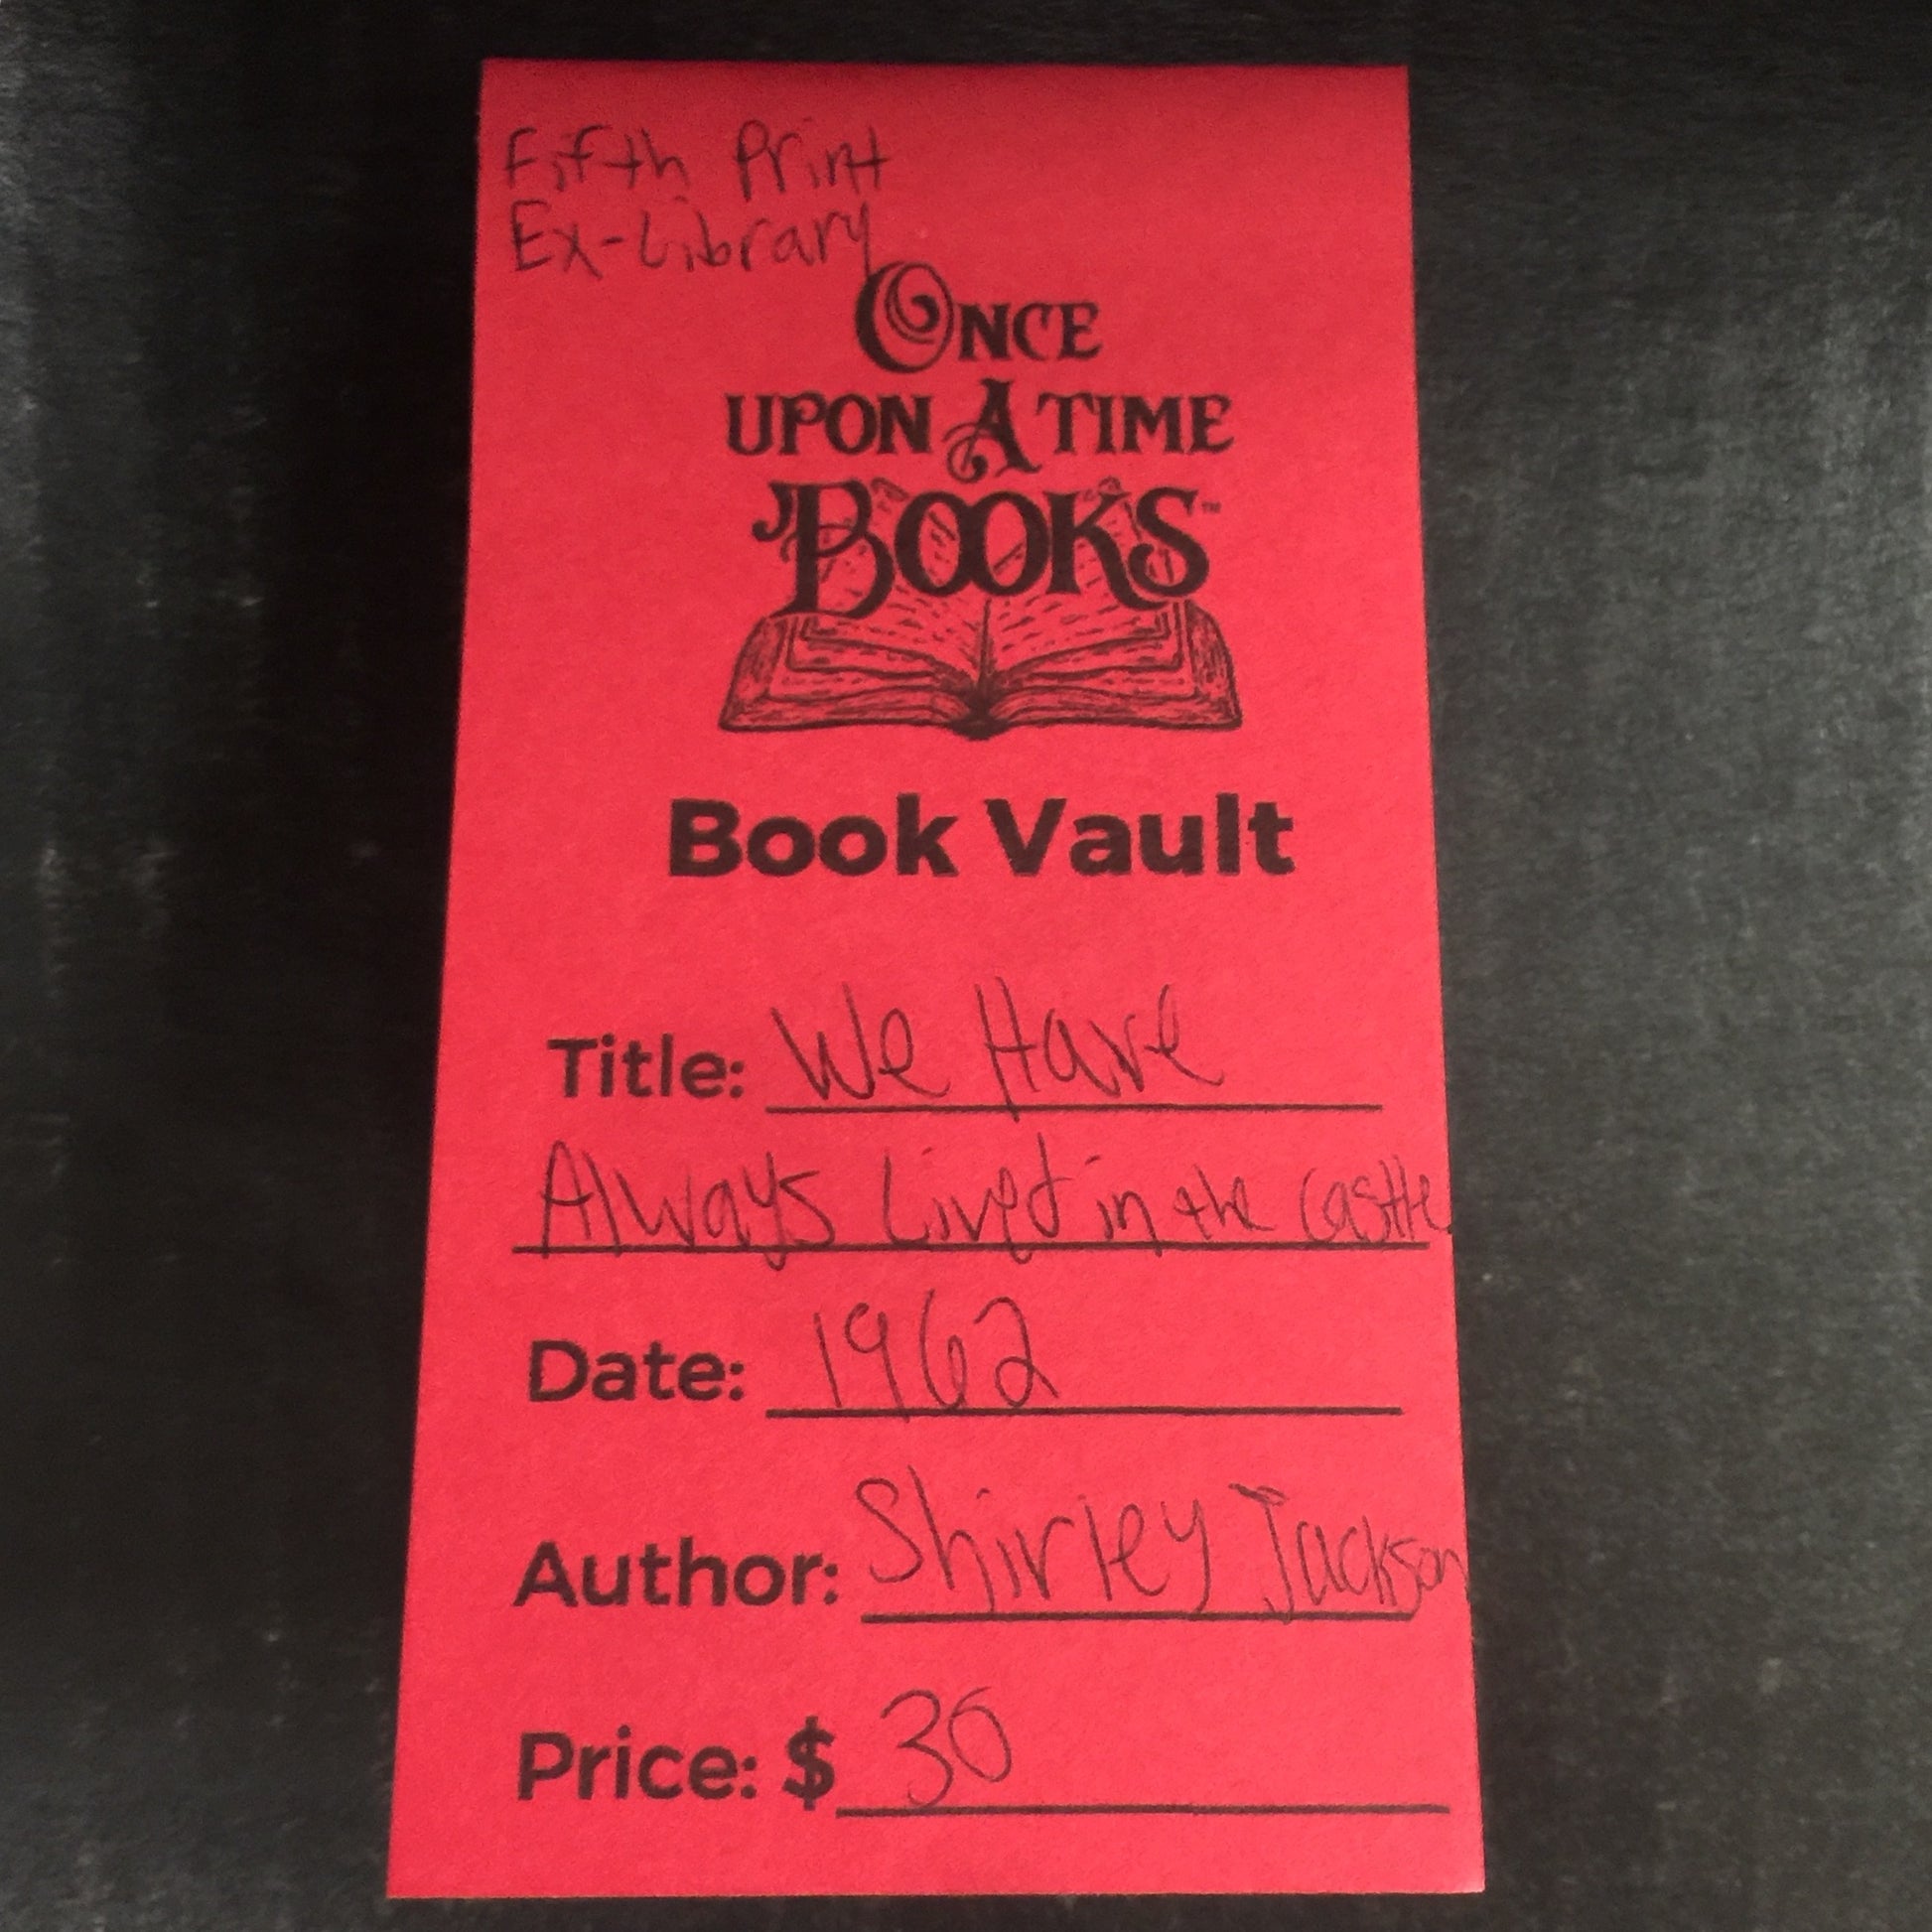 Fifth Print
Ex-Library
ONCE
UPON A TIME
BOOKS™
Book Vault
Title: We Have
Always Lived in the Castle
Date: 1962
Author: Shirley Jackson
Price: $ 30